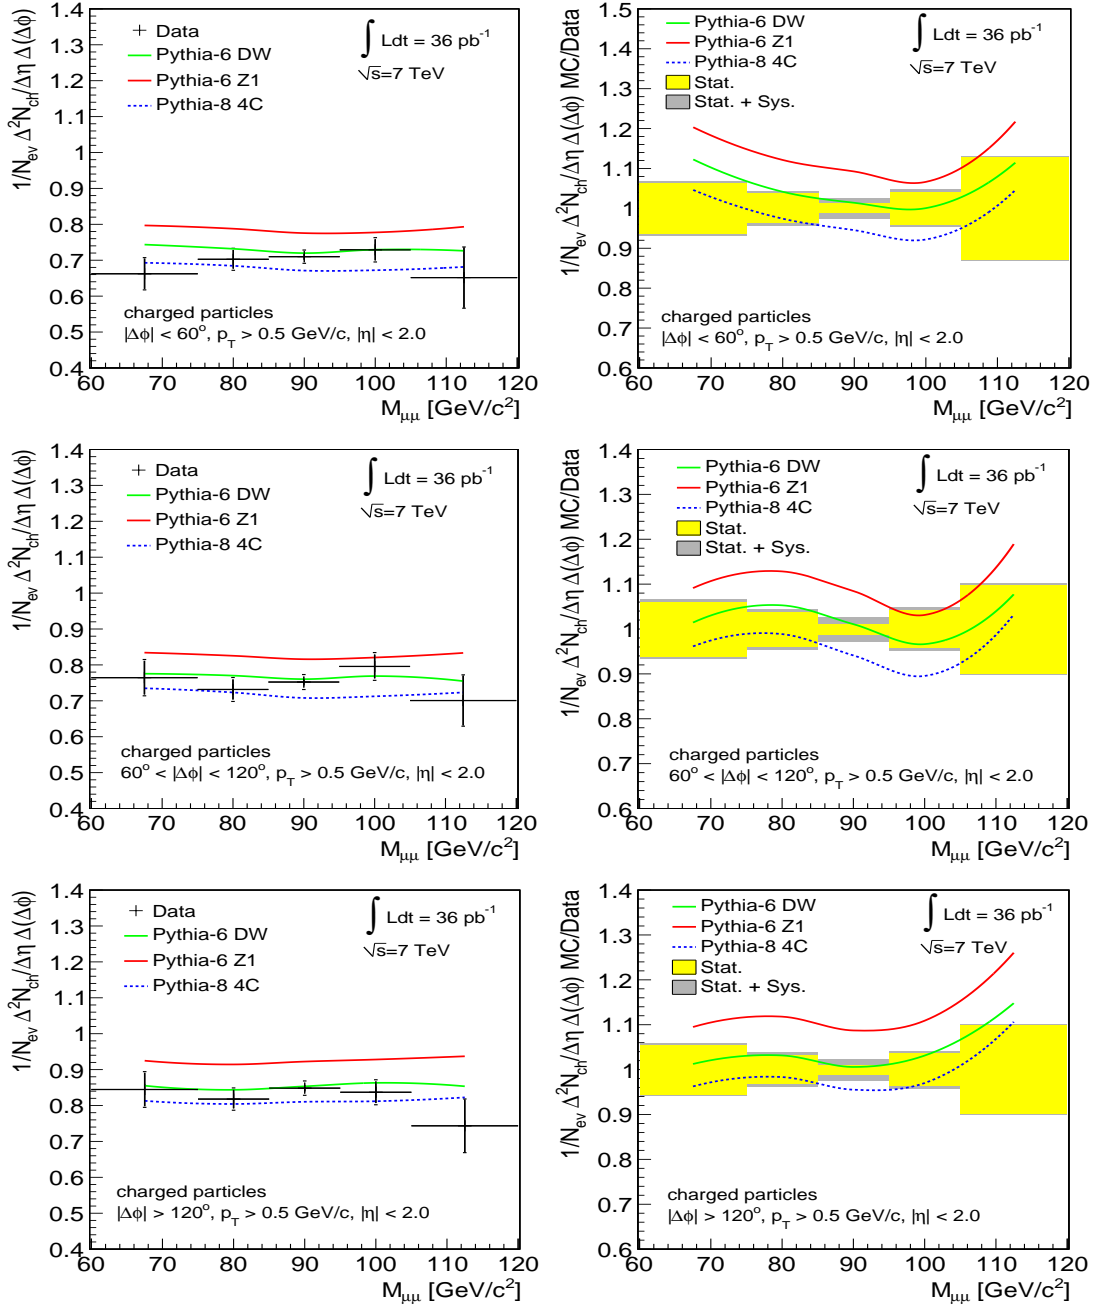 1/N_ev Δ²N_ch/Δη Δ(Δϕ)
1.4
1.3
1.2
1.1
1
0.9
0.8
0.7
0.6
0.5
0.4
Data
Pythia-6 DW
Pythia-6 Z1
Pythia-8 4C
∫ Ldt = 36 pb⁻¹
√s=7 TeV
charged particles
|Δϕ| < 60°, p_T > 0.5 GeV/c, |η| < 2.0
60 70 80 90 100 110 120
M_μμ [GeV/c²]
1/N_ev Δ²N_ch/Δη Δ(Δϕ) MC/Data
1.5
1.4
1.3
1.2
1.1
1
0.9
0.8
0.7
0.6
Pythia-6 DW
Pythia-6 Z1
Pythia-8 4C
Stat.
Stat. + Sys.
∫ Ldt = 36 pb⁻¹
√s=7 TeV
charged particles
|Δϕ| < 60°, p_T > 0.5 GeV/c, |η| < 2.0
60 70 80 90 100 110 120
M_μμ [GeV/c²]
1/N_ev Δ²N_ch/Δη Δ(Δϕ)
1.4
1.3
1.2
1.1
1
0.9
0.8
0.7
0.6
0.5
0.4
Data
Pythia-6 DW
Pythia-6 Z1
Pythia-8 4C
∫ Ldt = 36 pb⁻¹
√s=7 TeV
charged particles
60° < |Δϕ| < 120°, p_T > 0.5 GeV/c, |η| < 2.0
60 70 80 90 100 110 120
M_μμ [GeV/c²]
1/N_ev Δ²N_ch/Δη Δ(Δϕ) MC/Data
1.4
1.3
1.2
1.1
1
0.9
0.8
0.7
0.6
Pythia-6 DW
Pythia-6 Z1
Pythia-8 4C
Stat.
Stat. + Sys.
∫ Ldt = 36 pb⁻¹
√s=7 TeV
charged particles
60° < |Δϕ| < 120°, p_T > 0.5 GeV/c, |η| < 2.0
60 70 80 90 100 110 120
M_μμ [GeV/c²]
1/N_ev Δ²N_ch/Δη Δ(Δϕ)
1.4
1.3
1.2
1.1
1
0.9
0.8
0.7
0.6
0.5
0.4
Data
Pythia-6 DW
Pythia-6 Z1
Pythia-8 4C
∫ Ldt = 36 pb⁻¹
√s=7 TeV
charged particles
|Δϕ| > 120°, p_T > 0.5 GeV/c, |η| < 2.0
60 70 80 90 100 110 120
M_μμ [GeV/c²]
1/N_ev Δ²N_ch/Δη Δ(Δϕ) MC/Data
1.4
1.3
1.2
1.1
1
0.9
0.8
0.7
0.6
Pythia-6 DW
Pythia-6 Z1
Pythia-8 4C
Stat.
Stat. + Sys.
∫ Ldt = 36 pb⁻¹
√s=7 TeV
charged particles
|Δϕ| > 120°, p_T > 0.5 GeV/c, |η| < 2.0
60 70 80 90 100 110 120
M_μμ [GeV/c²]